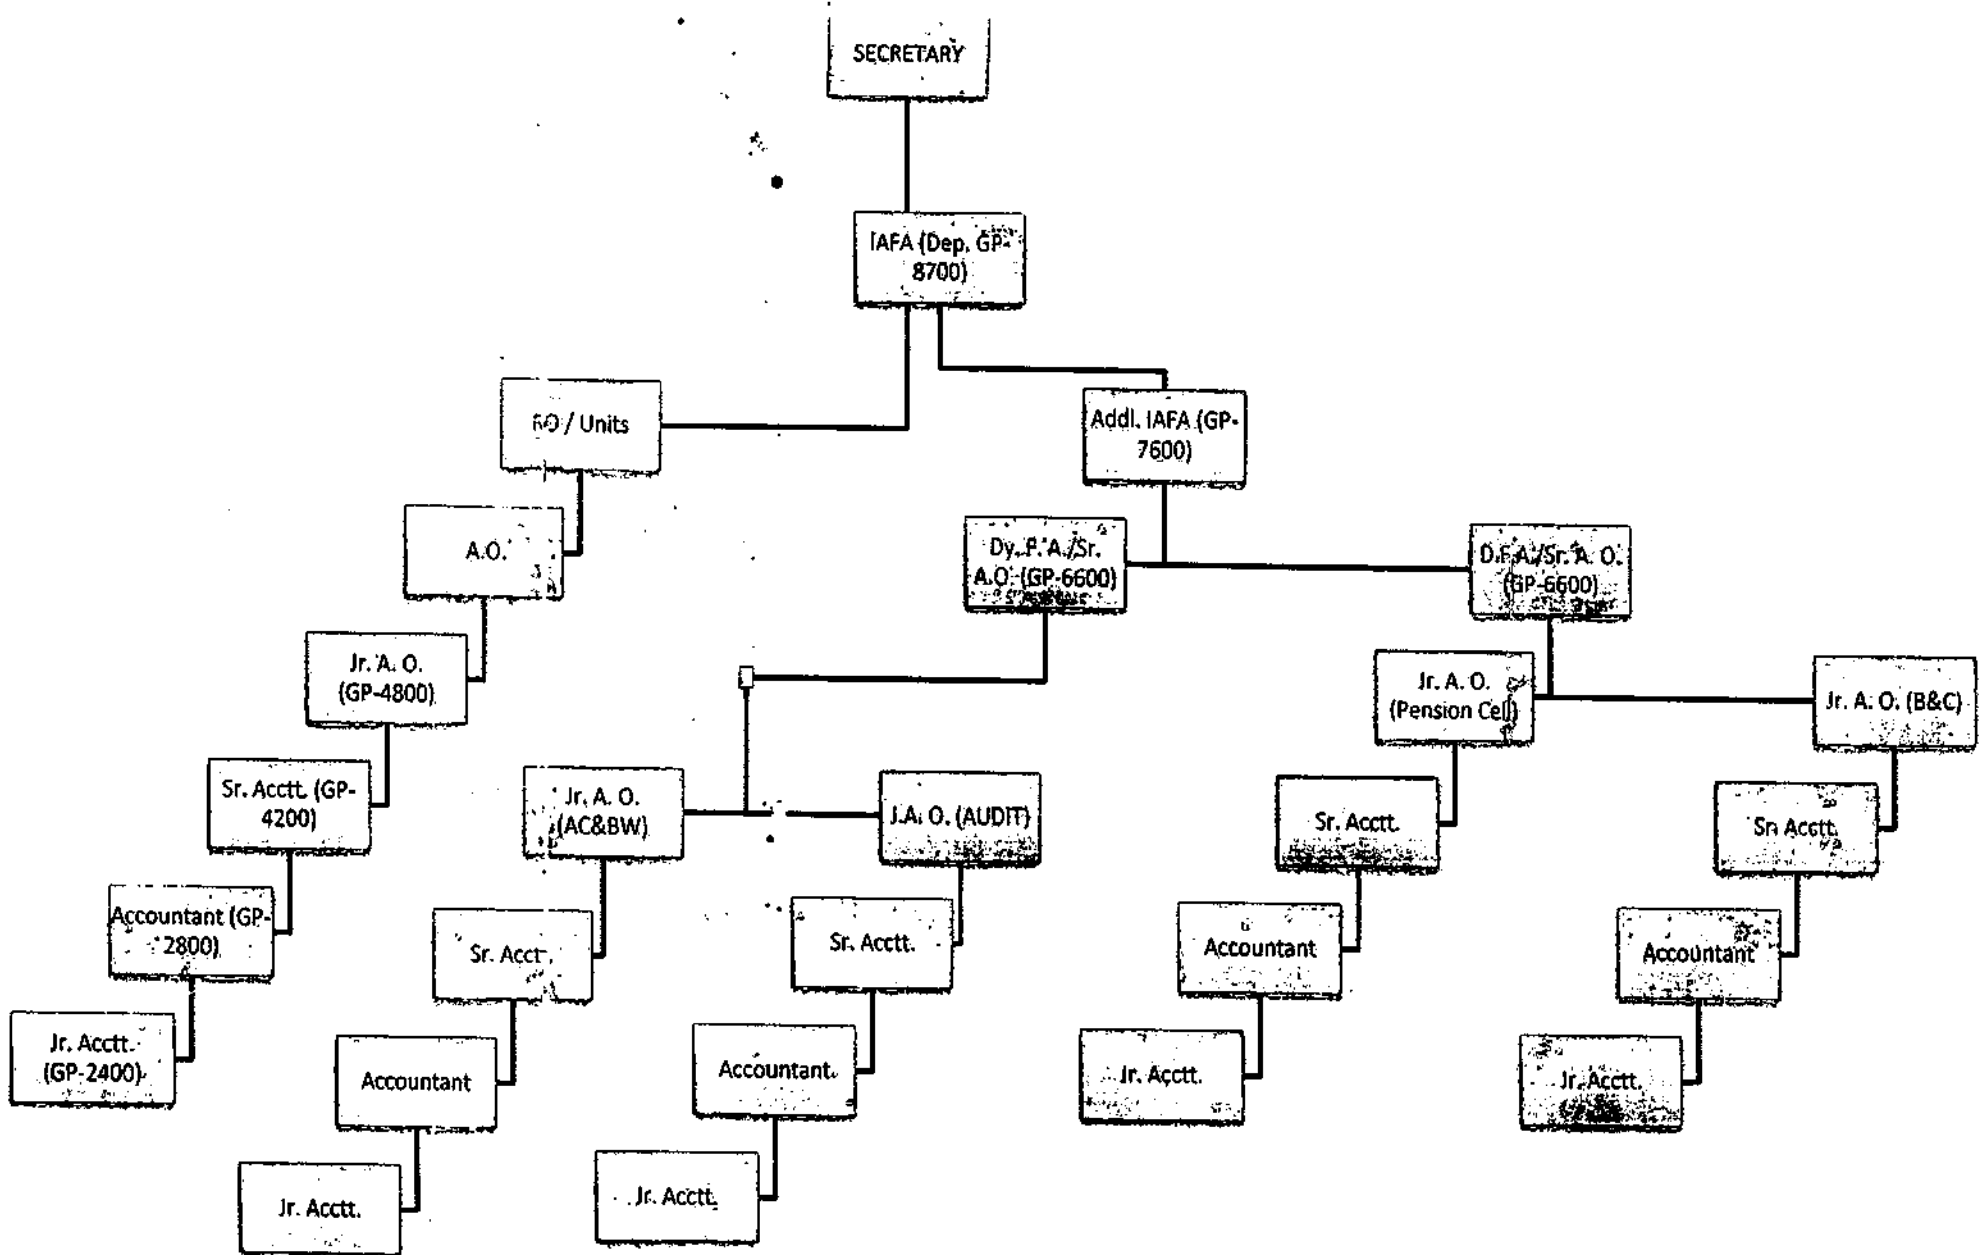 SECRETARY
IAFA (Dep. GP-
8700)
/ Units
Addl. IAFA (GP-
7600)
A.O.
Dy. F. A./Sr.
A.O. (GP-6600)
D.F.A./Sr. A. O.
(GP-6600)
Jr. A. O.
(GP-4800)
Jr. A. O.
(Pension Cell)
Jr. A. O. (B&C)
Sr. Acctt. (GP-
4200)
Jr. A. O.
(AC&BW)
J.A. O. (AUDIT)
Sr. Acctt.
Sr. Acctt.
Accountant (GP-
2800)
Sr. Acctt.
Sr. Acctt.
Accountant
Accountant
Jr. Acctt.
(GP-2400)
Accountant
Accountant
Jr. Acctt.
Jr. Acctt.
Jr. Acctt.
Jr. Acctt.